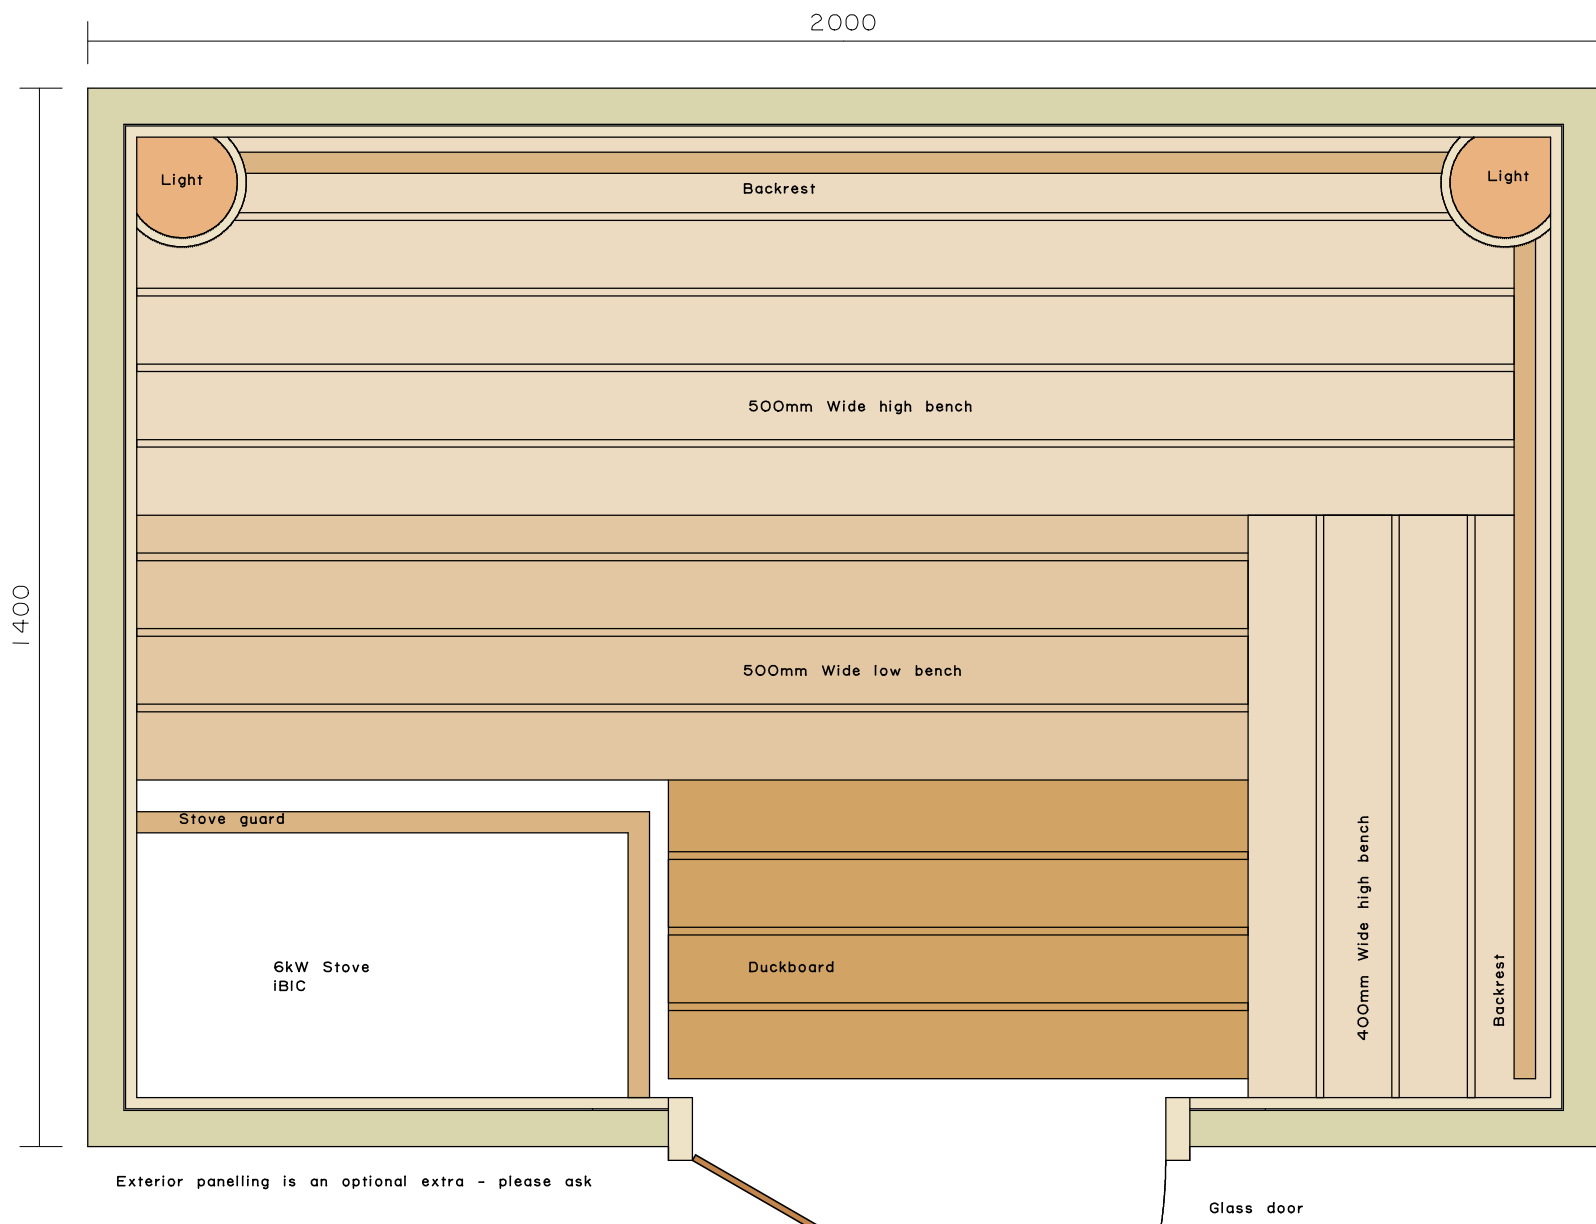 2000
Light
Light
Backrest
500mm Wide high bench
1400
500mm Wide low bench
Stove guard
400mm Wide high bench
Backrest
6kW Stove
iBIC
Duckboard
Exterior panelling is an optional extra - please ask
Glass door